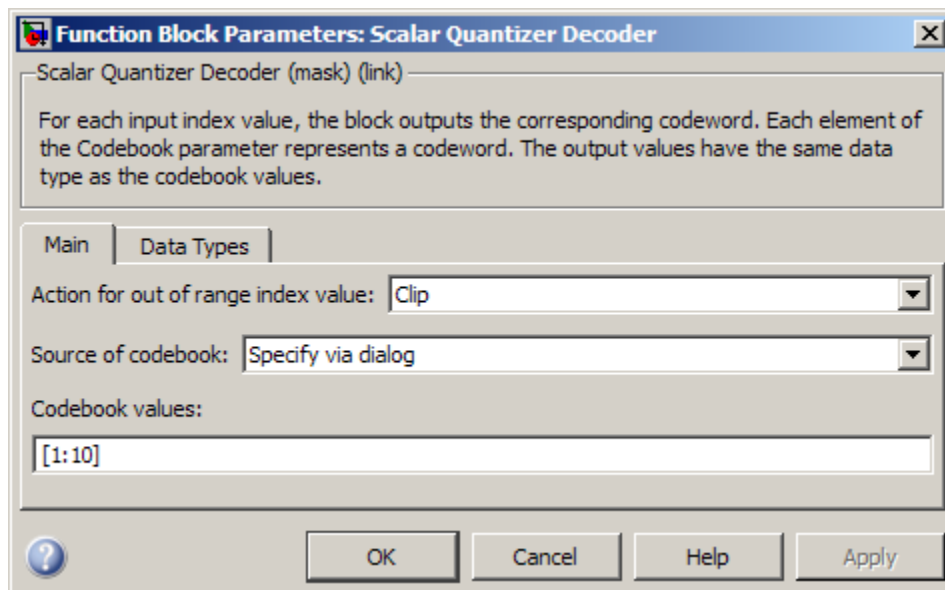 Function Block Parameters: Scalar Quantizer Decoder
Scalar Quantizer Decoder (mask) (link)
For each input index value, the block outputs the corresponding codeword. Each element of
the Codebook parameter represents a codeword. The output values have the same data
type as the codebook values.
Main Data Types
Action for out of range index value: Clip
Source of codebook: Specify via dialog
Codebook values:
[1:10]
? OK Cancel Help Apply